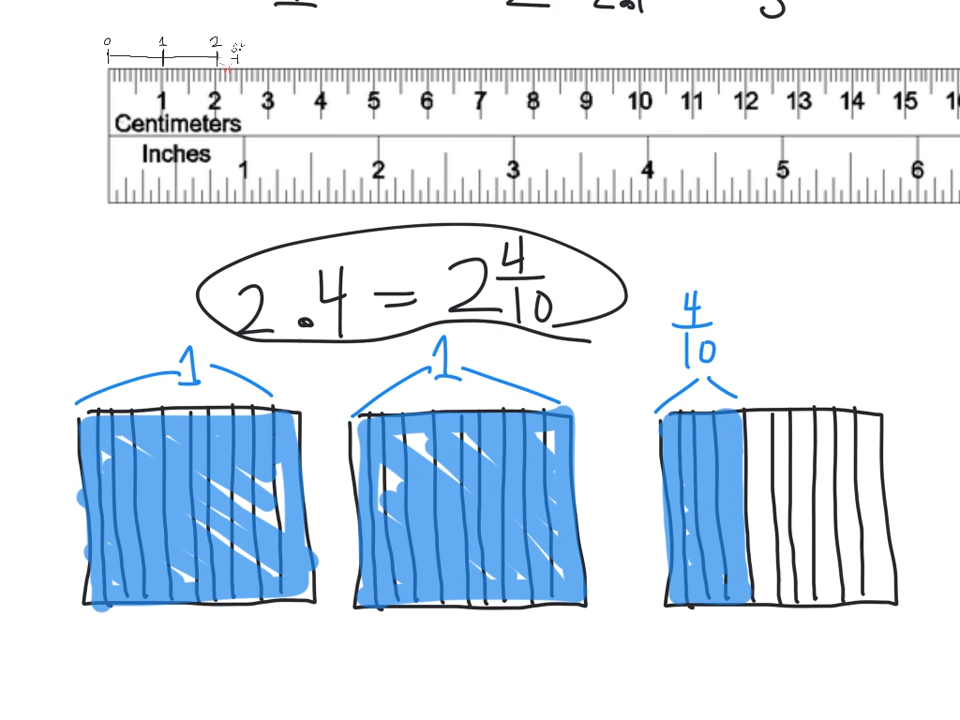 0 1 2
1 2 3 4 5 6 7 8 9 10 11 12 13 14 15
Centimeters
Inches
1 2 3 4 5 6
2.4 = 2 4/10
4/10
1 1